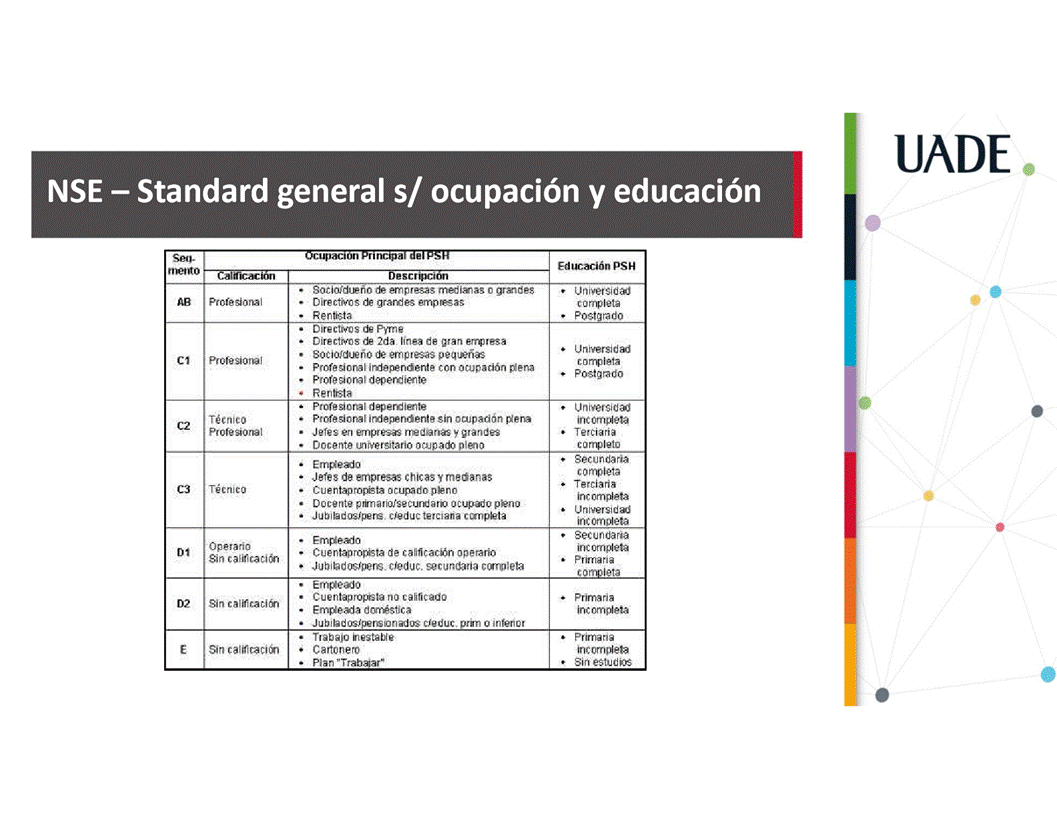 UADE
NSE – Standard general s/ ocupación y educación
Seg-
mento
Ocupación Principal del PSH
Educación PSH
Calificación
Descripción
AB
Profesional
• Socio/dueño de empresas medianas o grandes
• Directivos de grandes empresas
• Rentista
• Universidad
completa
• Postgrado
C1
Profesional
• Directivos de Pyme
• Directivos de 2da. línea de gran empresa
• Socio/dueño de empresas pequeñas
• Profesional independiente con ocupación plena
• Profesional dependiente
• Rentista
• Universidad
completa
• Postgrado
C2
Técnico
Profesional
• Profesional dependiente
• Profesional independiente sin ocupación plena
• Jefes en empresas medianas y grandes
• Docente universitario ocupado pleno
• Universidad
incompleta
• Terciaria
completo
C3
Técnico
• Empleado
• Jefes de empresas chicas y medianas
• Cuentapropista ocupado pleno
• Docente primario/secundario ocupado pleno
• Jubilados/pens. c/educ terciaria completa
• Secundaria
completa
• Terciaria
incompleta
• Universidad
incompleta
D1
Operario
Sin calificación
• Empleado
• Cuentapropista de calificación operario
• Jubilados/pens. c/educ. secundaria completa
• Secundaria
incompleta
• Primaria
completa
D2
Sin calificación
• Empleado
• Cuentapropista no calificado
• Empleada doméstica
• Jubilados/pensionados c/educ. prim o inferior
• Primaria
incompleta
E
Sin calificación
• Trabajo inestable
• Cartonero
• Plan "Trabajar"
• Primaria
incompleta
• Sin estudios